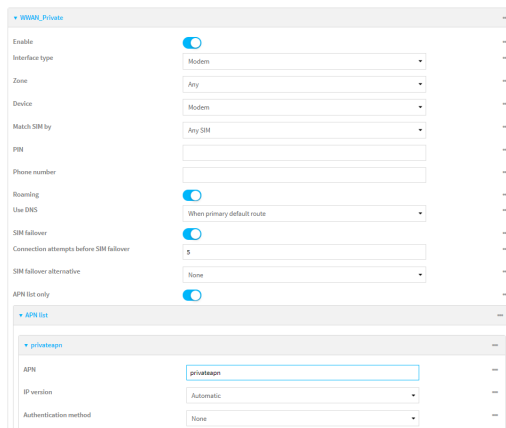 WWAN_Private
Enable
Interface type Modem
Zone Any
Device Modem
Match SIM by Any SIM
PIN
Phone number
Roaming
Use DNS When primary default route
SIM failover
Connection attempts before SIM failover 5
SIM failover alternative None
APN list only
APN list
privateapn
APN privateapn
IP version Automatic
Authentication method None